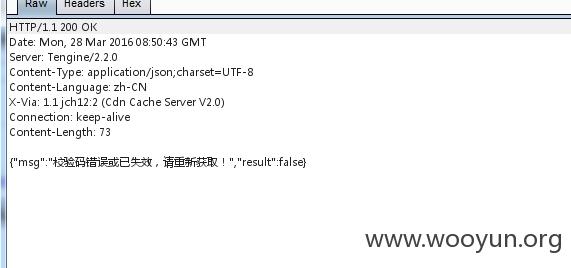 Raw Headers Hex
HTTP/1.1 200 OK
Date: Mon, 28 Mar 2016 08:50:43 GMT
Server: Tengine/2.2.0
Content-Type: application/json;charset=UTF-8
Content-Language: zh-CN
X-Via: 1.1 jch12:2 (Cdn Cache Server V2.0)
Connection: keep-alive
Content-Length: 73
{"msg":"校验码错误或已失效，请重新获取！","result":false}
www.wooyun.org